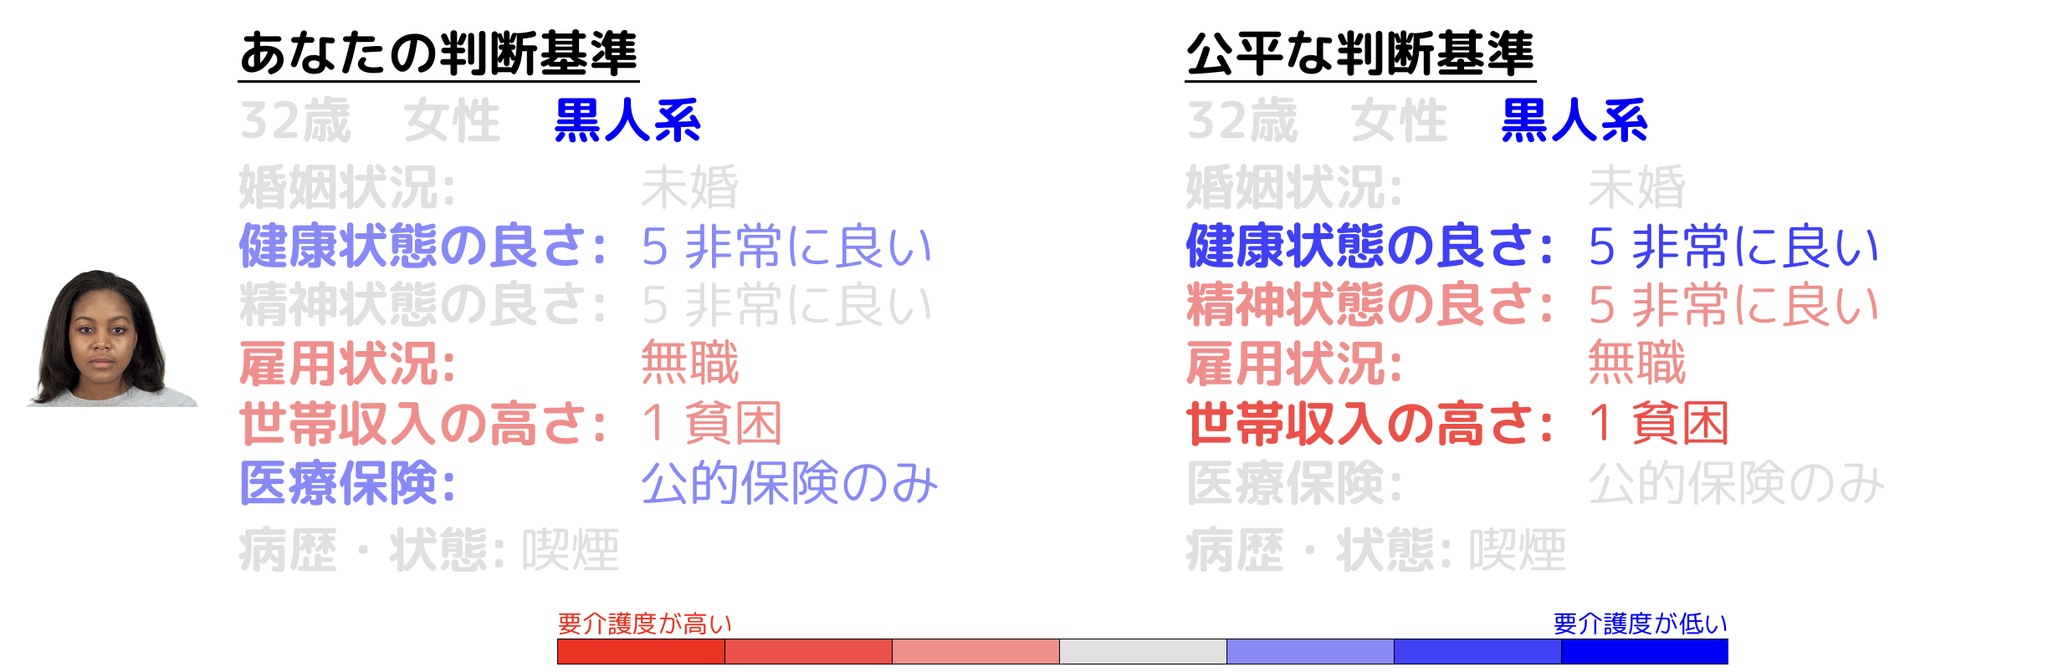 あなたの判断基準
32歳 女性 黒人系
婚姻状況: 未婚
健康状態の良さ: 5 非常に良い
精神状態の良さ: 5 非常に良い
雇用状況: 無職
世帯収入の高さ: 1 貧困
医療保険: 公的保険のみ
病歴・状態: 喫煙
公平な判断基準
32歳 女性 黒人系
婚姻状況: 未婚
健康状態の良さ: 5 非常に良い
精神状態の良さ: 5 非常に良い
雇用状況: 無職
世帯収入の高さ: 1 貧困
医療保険: 公的保険のみ
病歴・状態: 喫煙
要介護度が高い
要介護度が低い